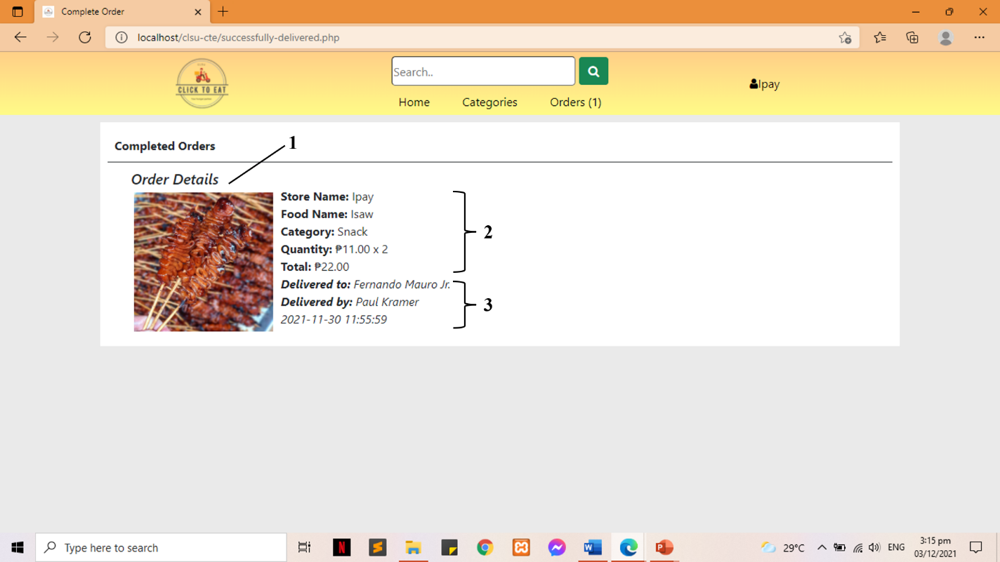 Complete Order
localhost/clsu-cte/successfully-delivered.php
CLICK TO EAT
Search..
Home Categories Orders (1)
Ipay
Completed Orders
1
Order Details
Store Name: Ipay
Food Name: Isaw
Category: Snack
Quantity: ₱11.00 x 2
Total: ₱22.00
2
Delivered to: Fernando Mauro Jr.
Delivered by: Paul Kramer
2021-11-30 11:55:59
3
Type here to search
29°C
ENG
3:15 pm
03/12/2021